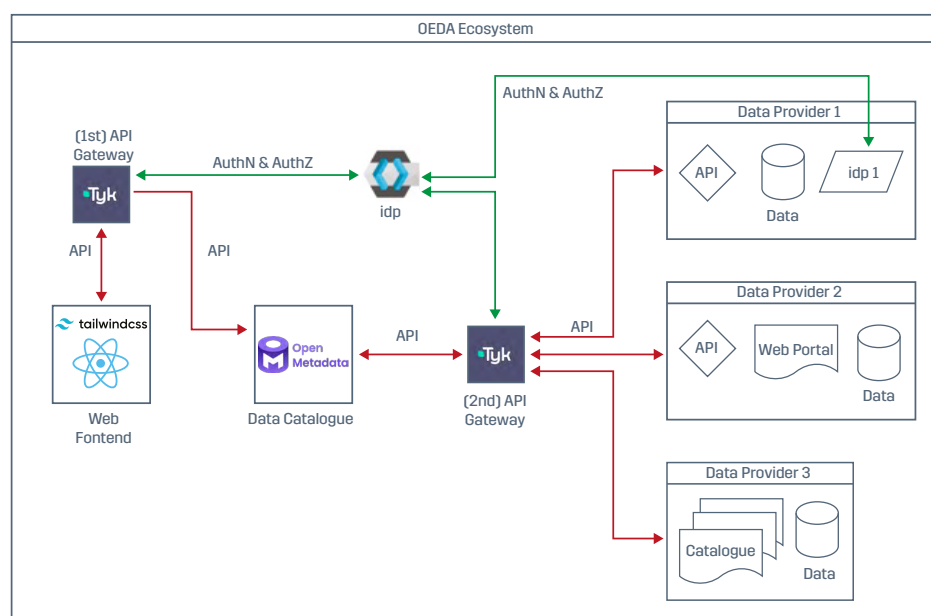 OEDA Ecosystem
AuthN & AuthZ
Data Provider 1
API
Data
idp 1
(1st) API
Gateway
Tyk
AuthN & AuthZ
idp
API
API
tailwindcss
Web
Fontend
Open
Metadata
Data Catalogue
API
Tyk
(2nd) API
Gateway
API
Data Provider 2
API
Web Portal
Data
Data Provider 3
Catalogue
Data